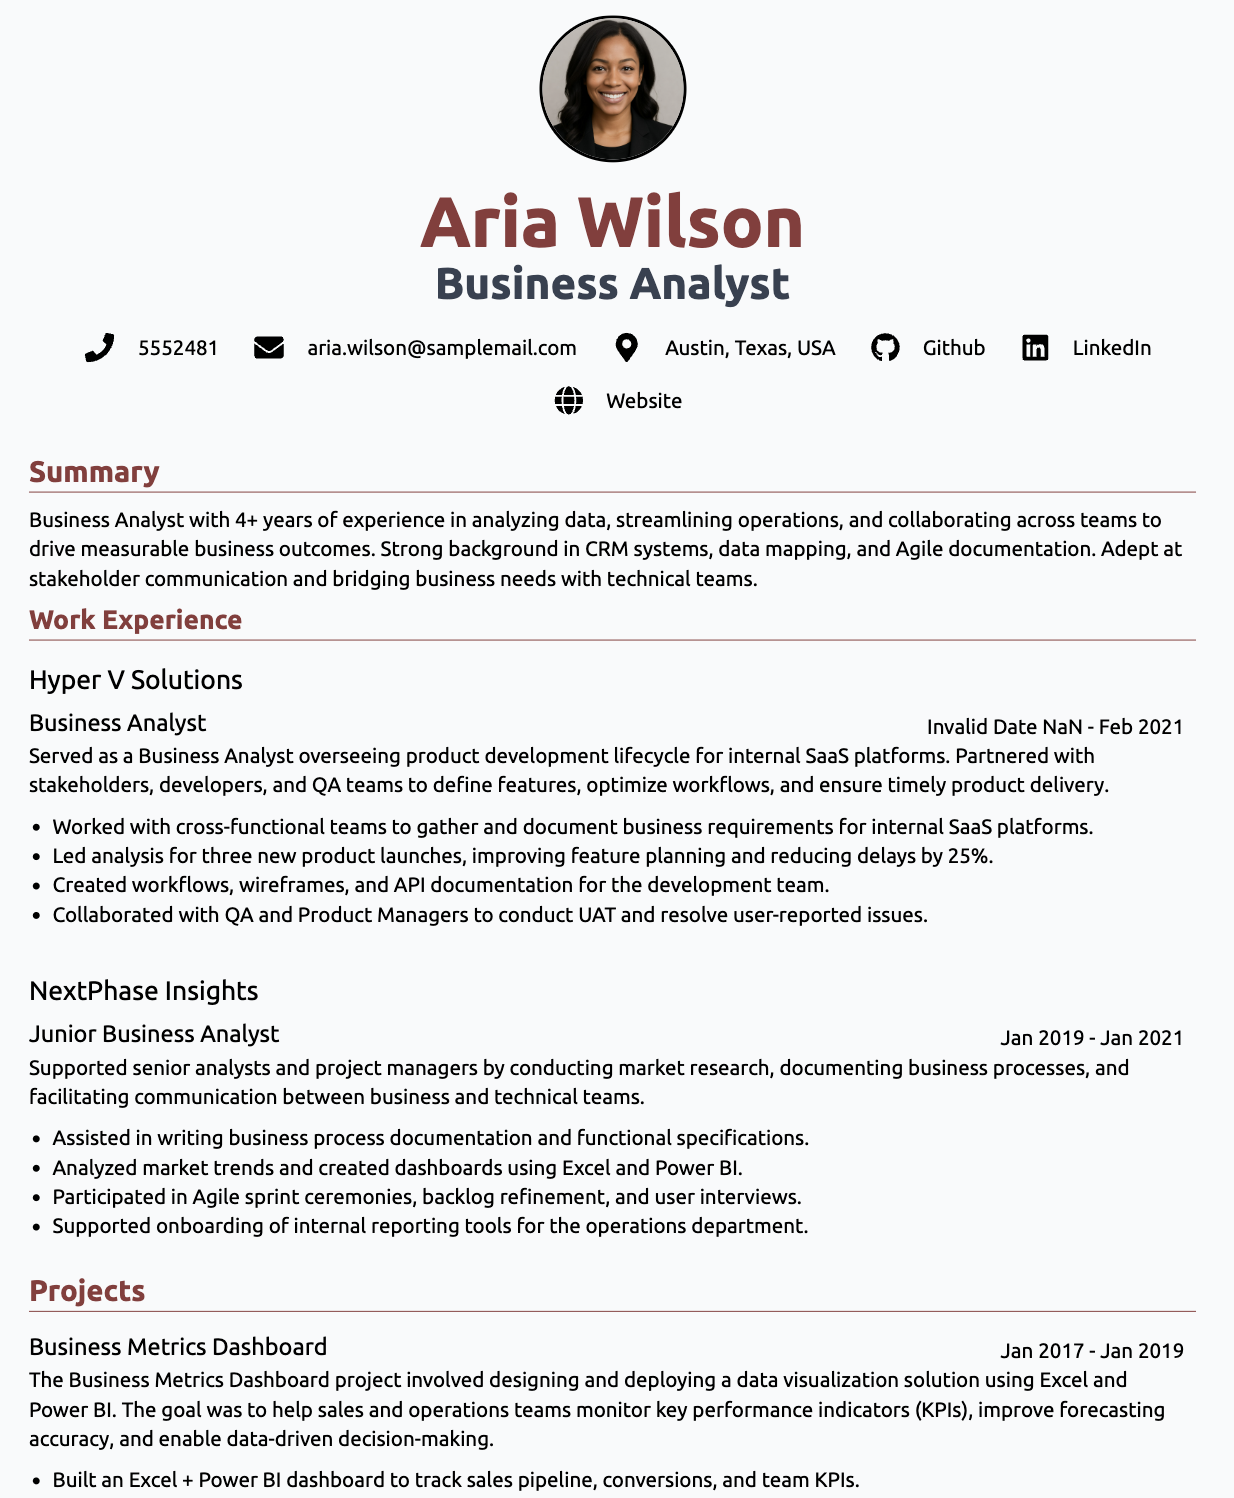 Aria Wilson
Business Analyst
5552481 aria.wilson@samplemail.com Austin, Texas, USA Github LinkedIn
Website
Summary
Business Analyst with 4+ years of experience in analyzing data, streamlining operations, and collaborating across teams to
drive measurable business outcomes. Strong background in CRM systems, data mapping, and Agile documentation. Adept at
stakeholder communication and bridging business needs with technical teams.
Work Experience
Hyper V Solutions
Business Analyst Invalid Date NaN - Feb 2021
Served as a Business Analyst overseeing product development lifecycle for internal SaaS platforms. Partnered with
stakeholders, developers, and QA teams to define features, optimize workflows, and ensure timely product delivery.
• Worked with cross-functional teams to gather and document business requirements for internal SaaS platforms.
• Led analysis for three new product launches, improving feature planning and reducing delays by 25%.
• Created workflows, wireframes, and API documentation for the development team.
• Collaborated with QA and Product Managers to conduct UAT and resolve user-reported issues.
NextPhase Insights
Junior Business Analyst Jan 2019 - Jan 2021
Supported senior analysts and project managers by conducting market research, documenting business processes, and
facilitating communication between business and technical teams.
• Assisted in writing business process documentation and functional specifications.
• Analyzed market trends and created dashboards using Excel and Power BI.
• Participated in Agile sprint ceremonies, backlog refinement, and user interviews.
• Supported onboarding of internal reporting tools for the operations department.
Projects
Business Metrics Dashboard Jan 2017 - Jan 2019
The Business Metrics Dashboard project involved designing and deploying a data visualization solution using Excel and
Power BI. The goal was to help sales and operations teams monitor key performance indicators (KPIs), improve forecasting
accuracy, and enable data-driven decision-making.
• Built an Excel + Power BI dashboard to track sales pipeline, conversions, and team KPIs.